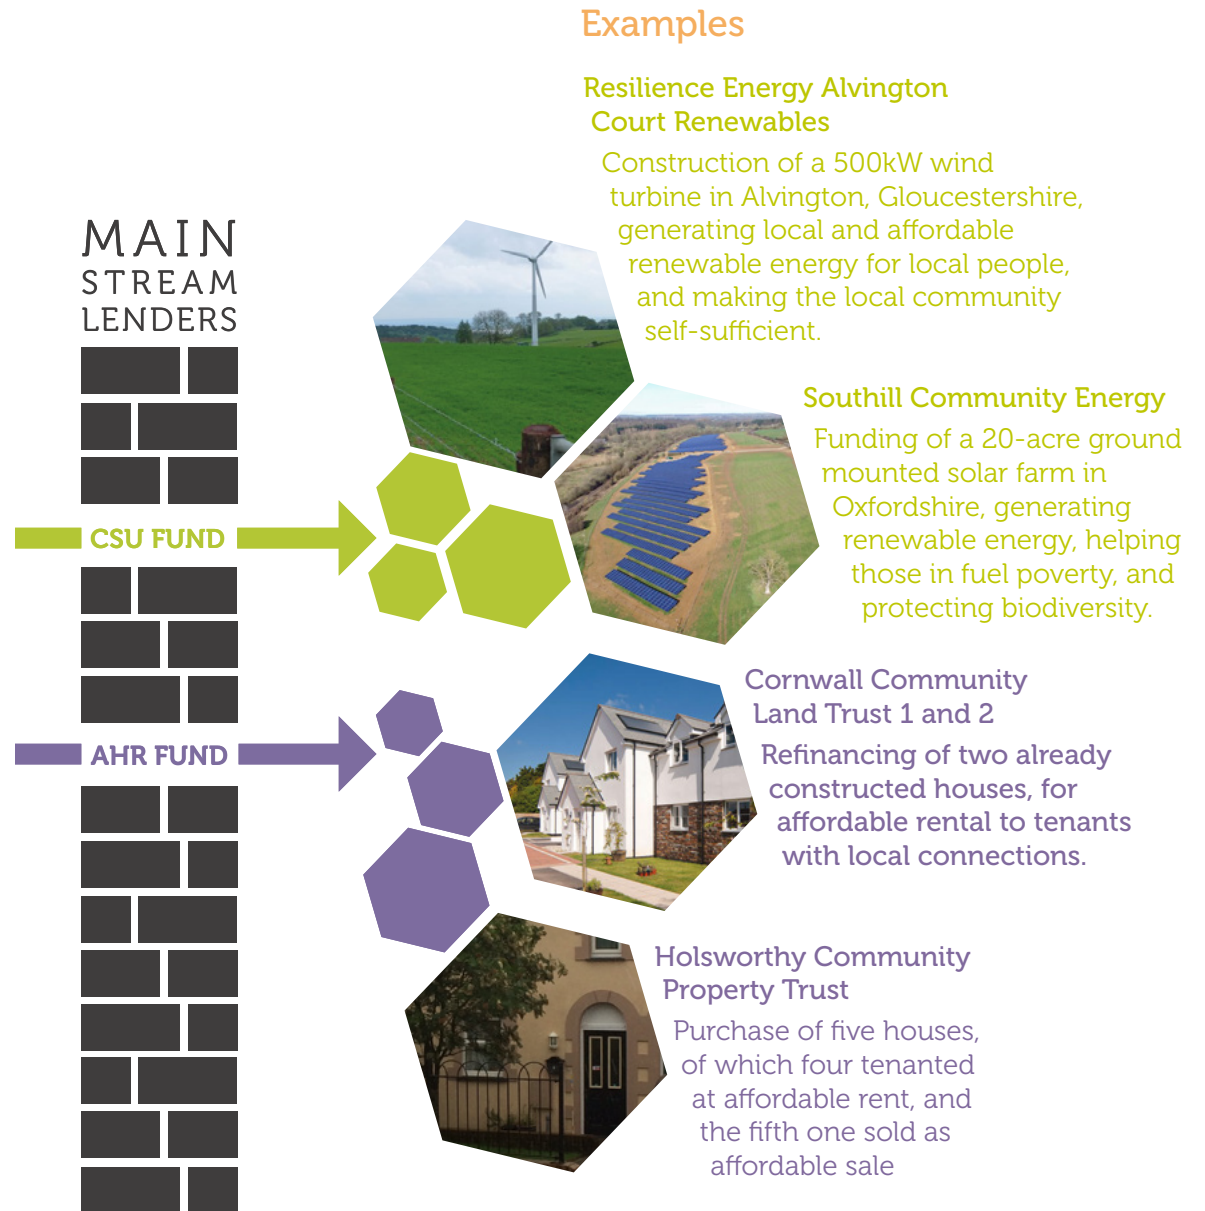 Examples
Resilience Energy Alvington
Court Renewables
Construction of a 500kW wind
turbine in Alvington, Gloucestershire,
generating local and affordable
renewable energy for local people,
and making the local community
self-sufficient.
MAIN
STREAM
LENDERS
Southill Community Energy
Funding of a 20-acre ground
mounted solar farm in
Oxfordshire, generating
renewable energy, helping
those in fuel poverty, and
protecting biodiversity.
CSU FUND
Cornwall Community
Land Trust 1 and 2
Refinancing of two already
constructed houses, for
affordable rental to tenants
with local connections.
AHR FUND
Holsworthy Community
Property Trust
Purchase of five houses,
of which four tenanted
at affordable rent, and
the fifth one sold as
affordable sale